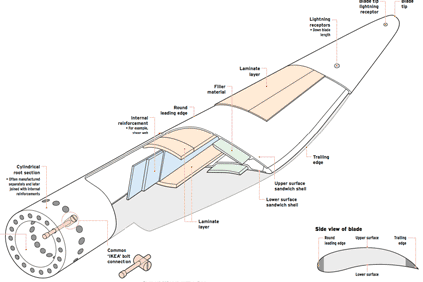 Blade tip
lightning
receptor
Blade
tip
Lightning
receptors
• Down blade
length
Laminate
layer
Filler
material
Round
leading edge
Internal
reinforcement
• For example,
shear web
Cylindrical
root section
• Often manufactured
separately and later
joined with internal
reinforcements
Trailing
edge
Upper surface
sandwich shell
Lower surface
sandwich shell
Laminate
layer
Common
'IKEA' bolt
connection
Side view of blade
Round
leading edge
Upper surface
Trailing
edge
Lower surface